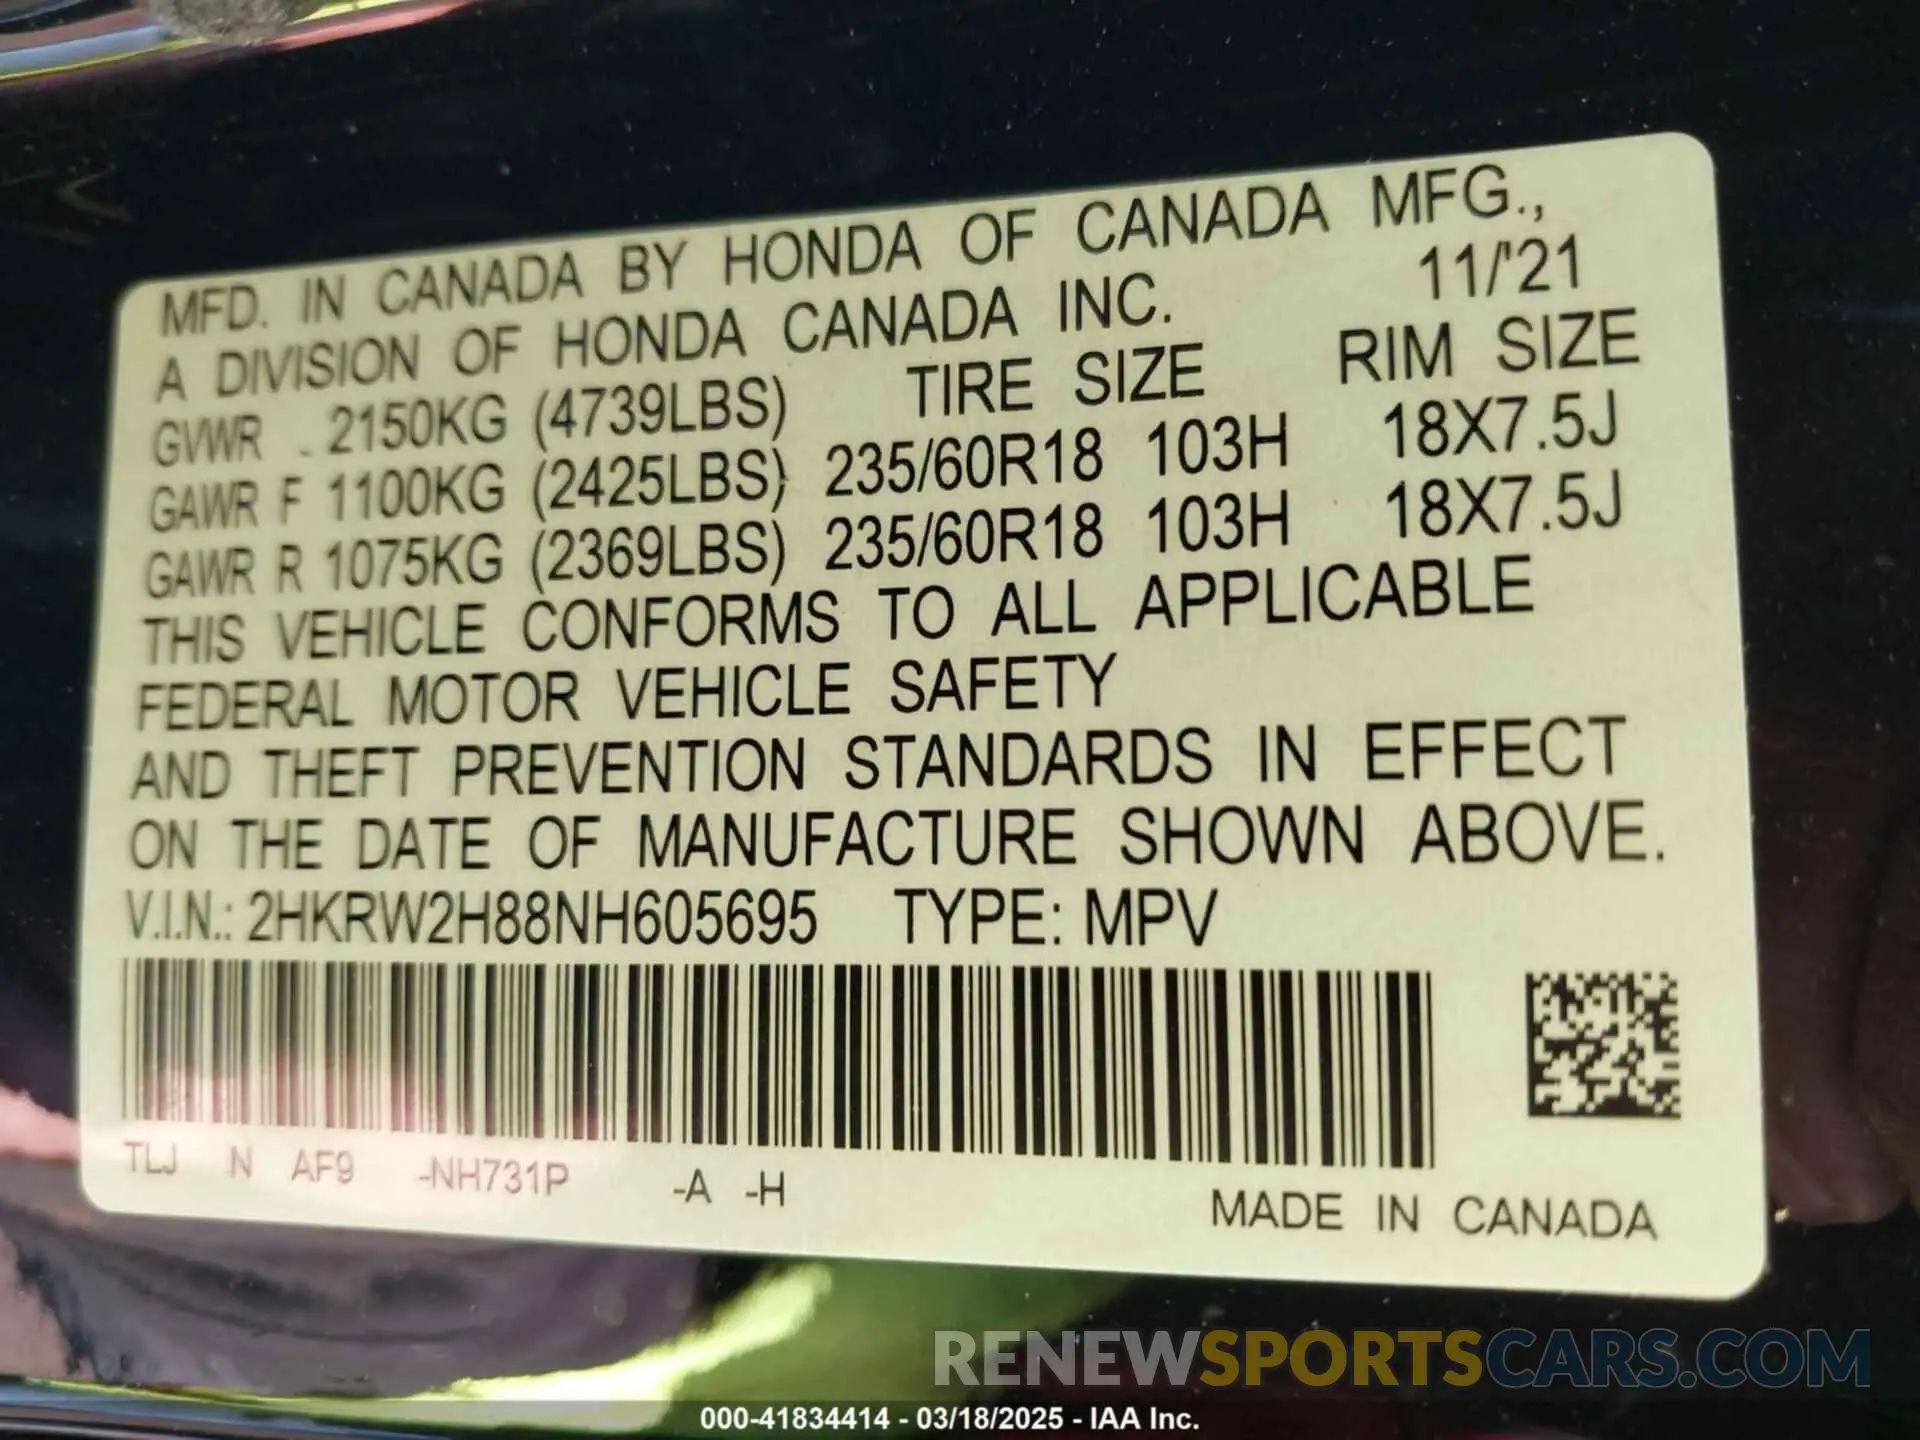 MFD. IN CANADA BY HONDA OF CANADA MFG.,
A DIVISION OF HONDA CANADA INC. 11/'21
GVWR 2150KG (4739LBS) TIRE SIZE RIM SIZE
GAWR F 1100KG (2425LBS) 235/60R18 103H 18X7.5J
GAWR R 1075KG (2369LBS) 235/60R18 103H 18X7.5J
THIS VEHICLE CONFORMS TO ALL APPLICABLE
FEDERAL MOTOR VEHICLE SAFETY
AND THEFT PREVENTION STANDARDS IN EFFECT
ON THE DATE OF MANUFACTURE SHOWN ABOVE.
V.I.N.: 2HKRW2H88NH605695 TYPE: MPV
TLJ N AF9 -NH731P -A -H
MADE IN CANADA
RENEWSPORTSCARS.COM
000-41834414 - 03/18/2025 - IAA Inc.